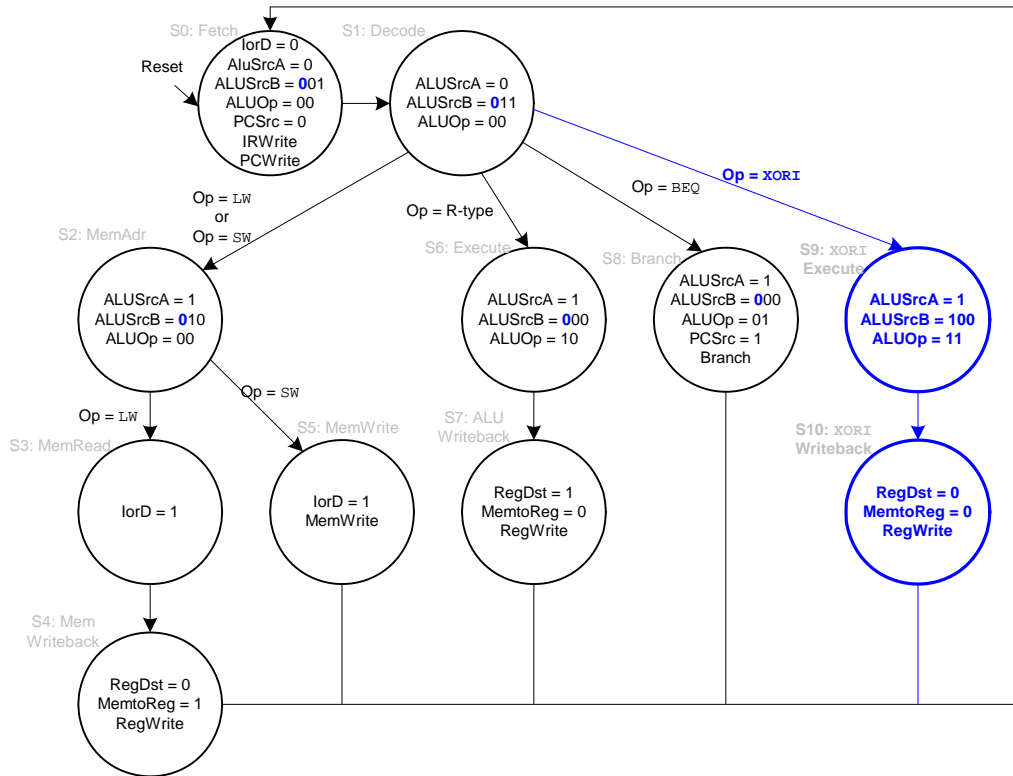 S0: Fetch
IorD = 0
AluSrcA = 0
ALUSrcB = 001
ALUOp = 00
PCSrc = 0
IRWrite
PCWrite
Reset
S1: Decode
ALUSrcA = 0
ALUSrcB = 011
ALUOp = 00
Op = LW
or
Op = SW
Op = R-type
Op = BEQ
Op = XORI
S2: MemAdr
ALUSrcA = 1
ALUSrcB = 010
ALUOp = 00
S6: Execute
ALUSrcA = 1
ALUSrcB = 000
ALUOp = 10
S8: Branch
ALUSrcA = 1
ALUSrcB = 000
ALUOp = 01
PCSrc = 1
Branch
S9: XORI
Execute
ALUSrcA = 1
ALUSrcB = 100
ALUOp = 11
Op = LW
Op = SW
S3: MemRead
IorD = 1
S5: MemWrite
IorD = 1
MemWrite
S7: ALU
Writeback
RegDst = 1
MemtoReg = 0
RegWrite
S10: XORI
Writeback
RegDst = 0
MemtoReg = 0
RegWrite
S4: Mem
Writeback
RegDst = 0
MemtoReg = 1
RegWrite